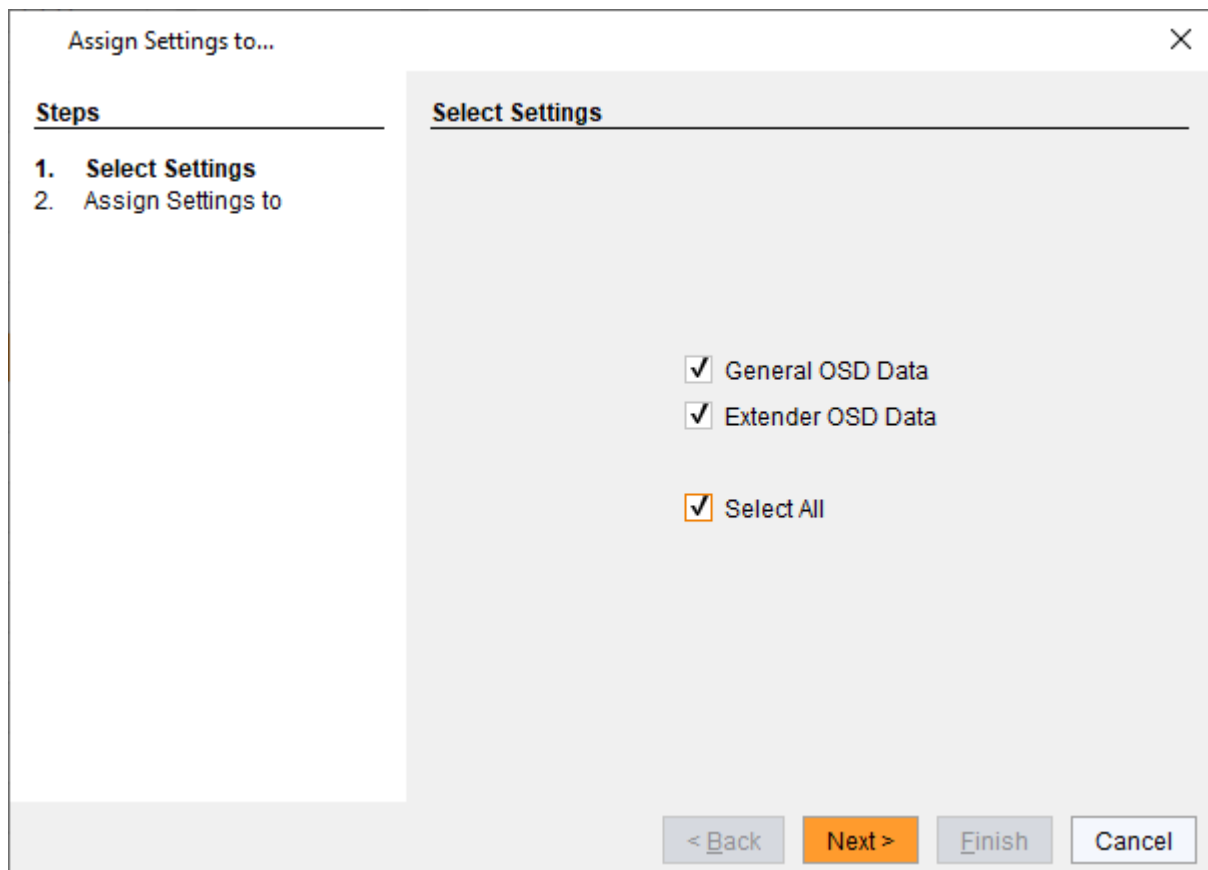 Assign Settings to...
Steps
1. Select Settings
2. Assign Settings to
Select Settings
General OSD Data
Extender OSD Data
Select All
< Back Next > Finish Cancel